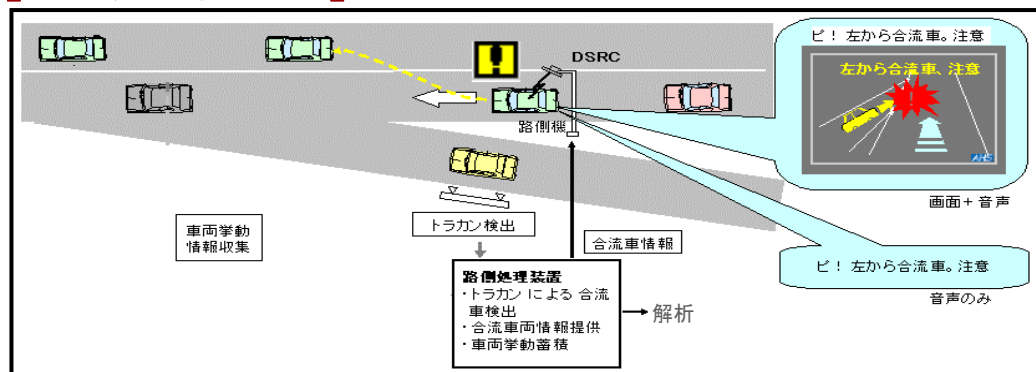 ピ！ 左から合流車。注意
左から合流車、注意
AHS
画面＋ 音声
DSRC
路側機
トラカン検出
合流車情報
車両挙動
情報収集
路側処理装置
・トラカン による 合流
車検出
・合流車両情報提供
・車両挙動蓄積
解析
ピ！ 左から合流車。注意
音声のみ